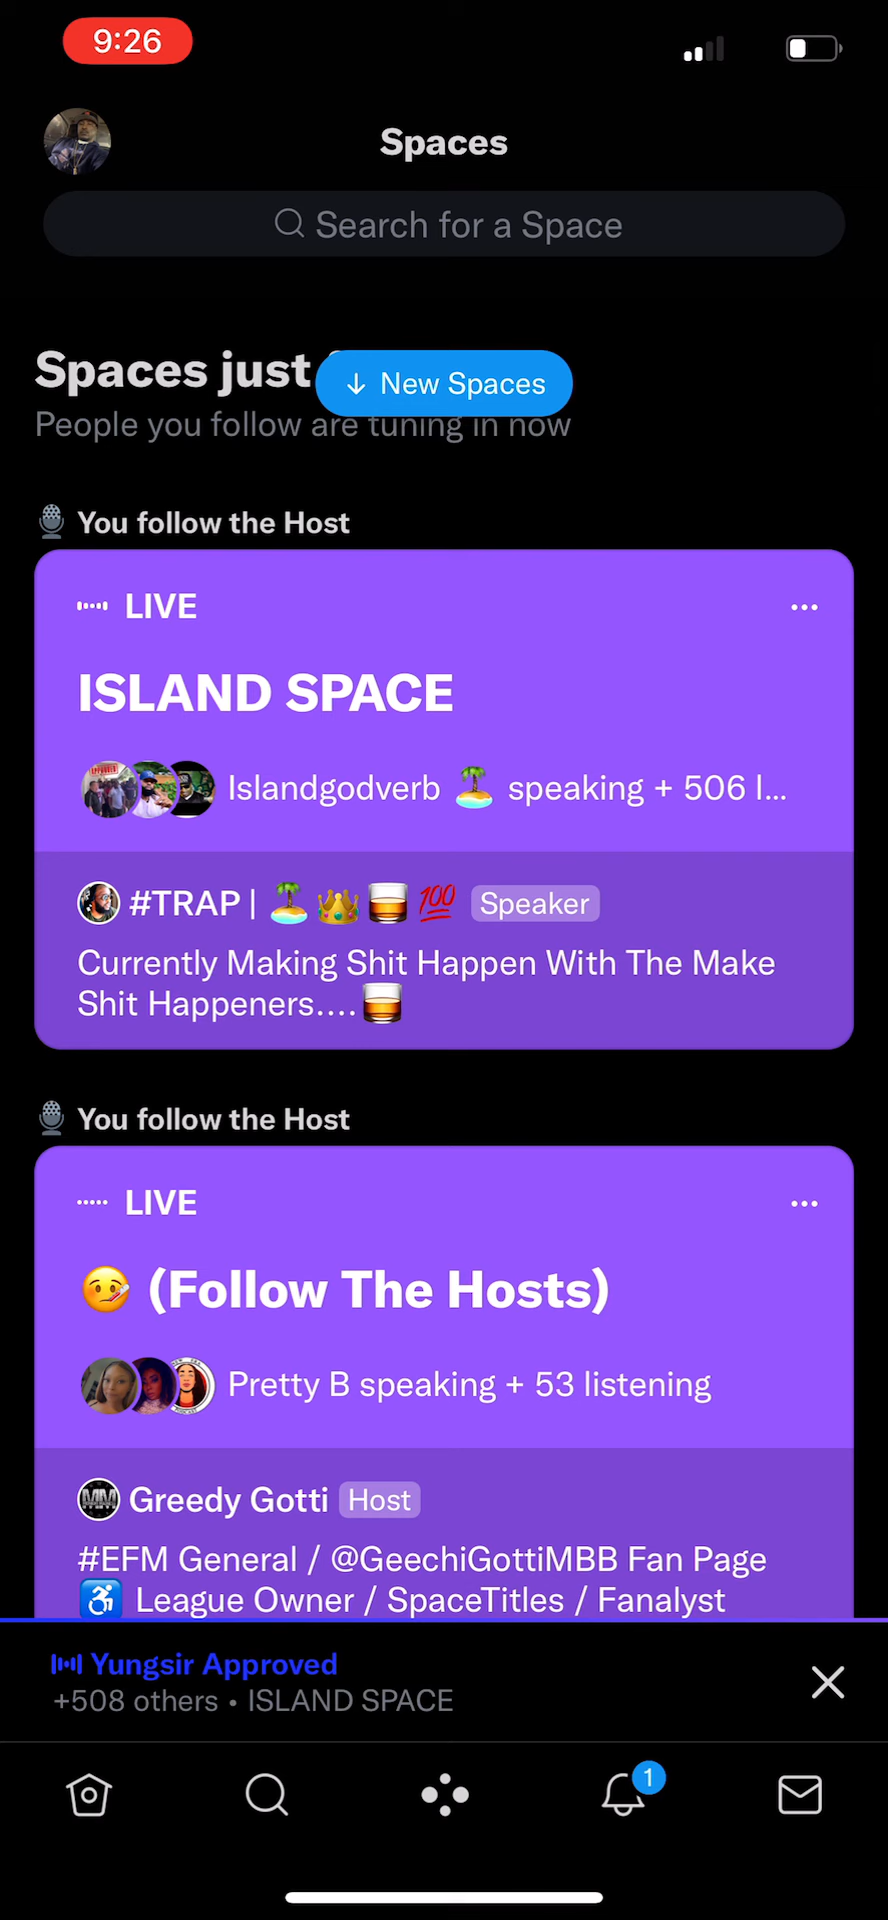 9:26
Spaces
Search for a Space
Spaces just
↓ New Spaces
People you follow are tuning in now
You follow the Host
LIVE
ISLAND SPACE
Islandgodverb 🏝 speaking + 506 l...
#TRAP | 🏝👑🥃💯 Speaker
Currently Making Shit Happen With The Make
Shit Happeners....🥃
You follow the Host
LIVE
🤒 (Follow The Hosts)
Pretty B speaking + 53 listening
Greedy Gotti Host
#EFM General / @GeechiGottiMBB Fan Page
♿ League Owner / SpaceTitles / Fanalyst
Yungsir Approved
+508 others • ISLAND SPACE
1